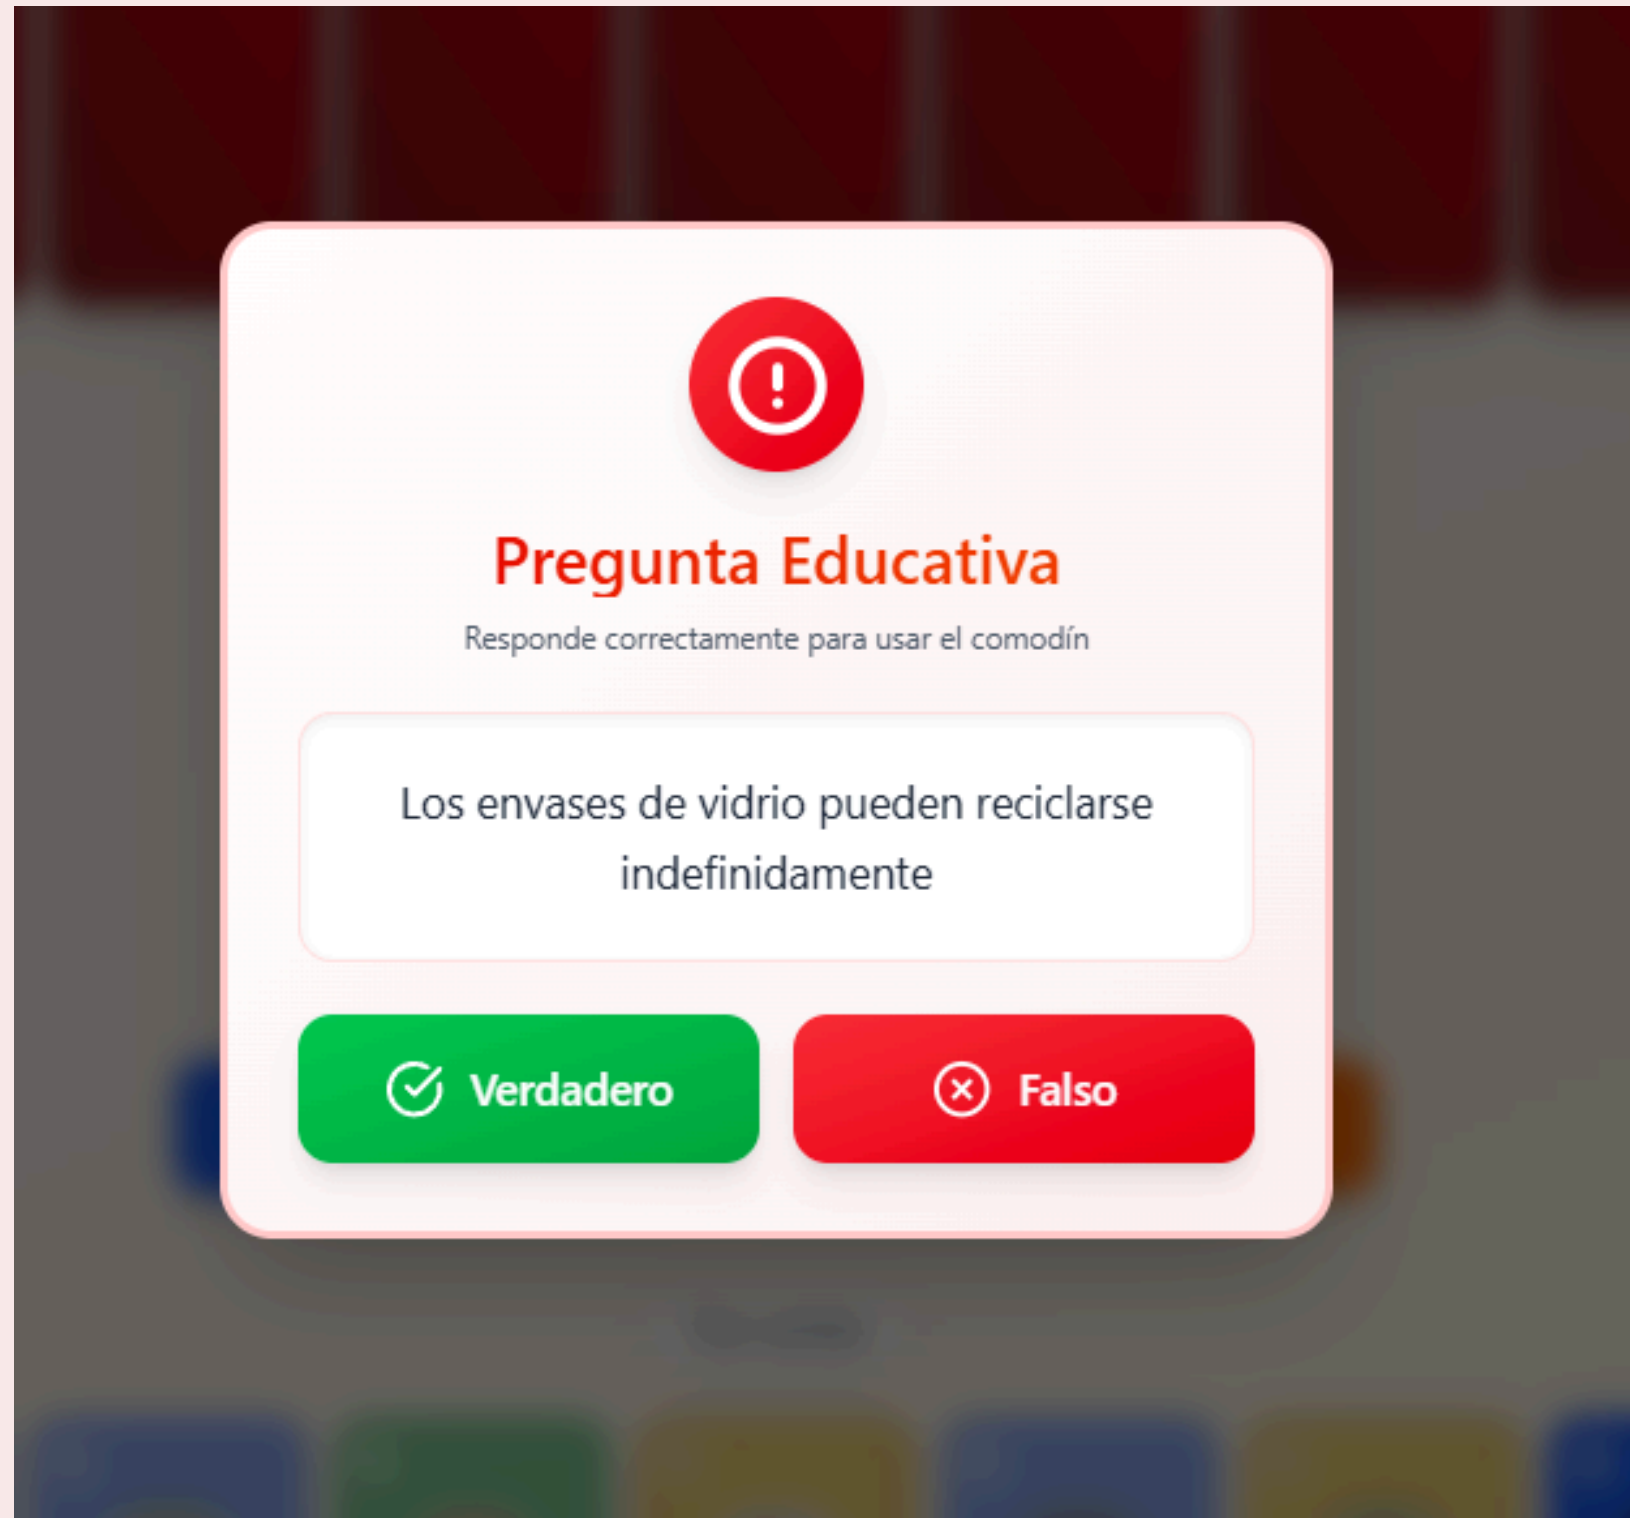 Pregunta Educativa
Responde correctamente para usar el comodín
Los envases de vidrio pueden reciclarse
indefinidamente
Verdadero
Falso